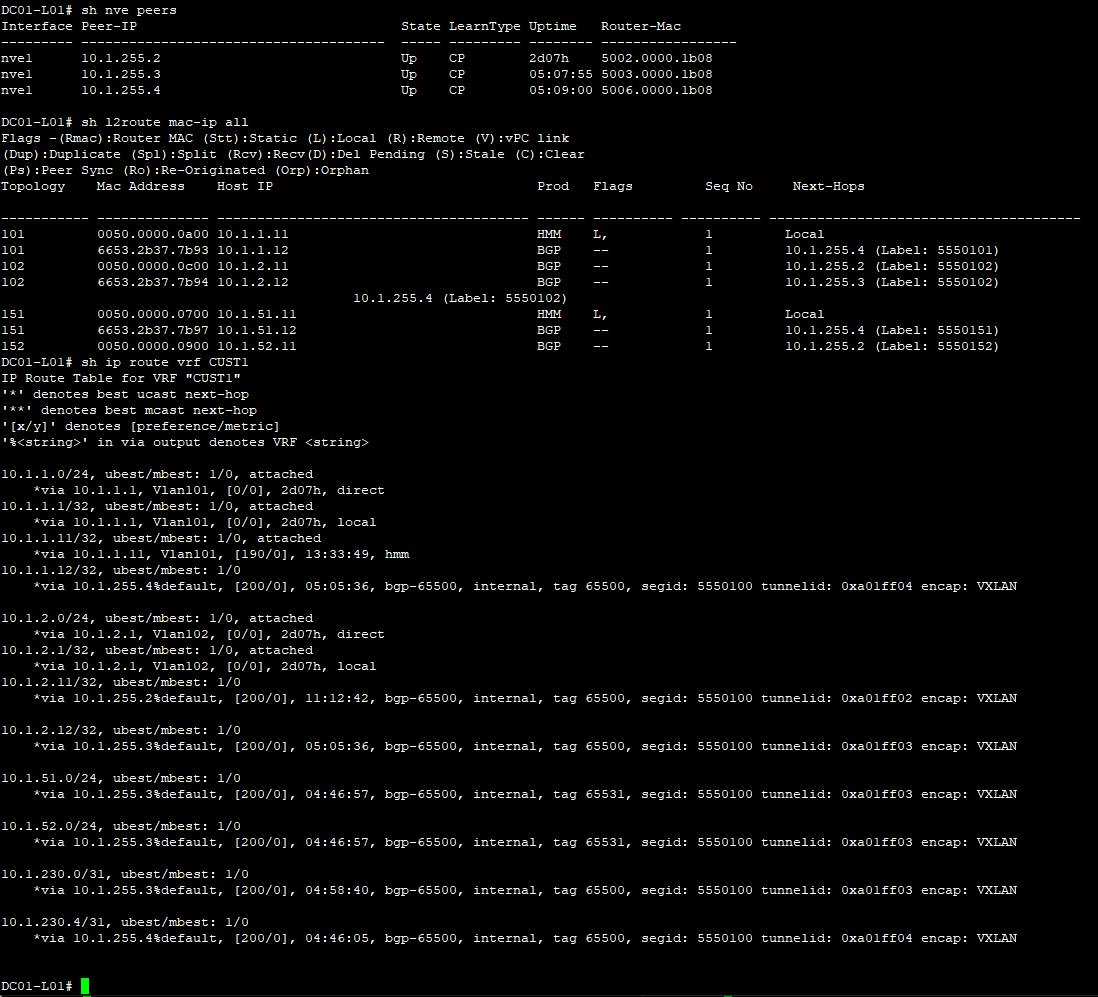 DC01-L01# sh nve peers
Interface Peer-IP                                 State LearnType Uptime   Router-Mac
--------- --------------------------------------  ----- --------- -------- -----------------
nve1      10.1.255.2                              Up    CP        2d07h    5002.0000.1b08
nve1      10.1.255.3                              Up    CP        05:07:55 5003.0000.1b08
nve1      10.1.255.4                              Up    CP        05:09:00 5006.0000.1b08
DC01-L01# sh l2route mac-ip all
Flags -(Rmac):Router MAC (Stt):Static (L):Local (R):Remote (V):vPC link
(Dup):Duplicate (Spl):Split (Rcv):Recv(D):Del Pending (S):Stale (C):Clear
(Ps):Peer Sync (Ro):Re-Originated (Orp):Orphan
Topology    Mac Address    Host IP                                 Prod   Flags         Seq No     Next-Hops
----------- -------------- --------------------------------------- ------ ---------- ---------- ---------------------------------------
101         0050.0000.0a00 10.1.1.11                               HMM    L,            1         Local
101         6653.2b37.7b93 10.1.1.12                               BGP    --            1         10.1.255.4 (Label: 5550101)
102         0050.0000.0c00 10.1.2.11                               BGP    --            1         10.1.255.2 (Label: 5550102)
102         6653.2b37.7b94 10.1.2.12                               BGP    --            1         10.1.255.3 (Label: 5550102)
                                            10.1.255.4 (Label: 5550102)
151         0050.0000.0700 10.1.51.11                              HMM    L,            1         Local
151         6653.2b37.7b97 10.1.51.12                              BGP    --            1         10.1.255.4 (Label: 5550151)
152         0050.0000.0900 10.1.52.11                              BGP    --            1         10.1.255.2 (Label: 5550152)
DC01-L01# sh ip route vrf CUST1
IP Route Table for VRF "CUST1"
'*' denotes best ucast next-hop
'**' denotes best mcast next-hop
'[x/y]' denotes [preference/metric]
'%<string>' in via output denotes VRF <string>
10.1.1.0/24, ubest/mbest: 1/0, attached
    *via 10.1.1.1, Vlan101, [0/0], 2d07h, direct
10.1.1.1/32, ubest/mbest: 1/0, attached
    *via 10.1.1.1, Vlan101, [0/0], 2d07h, local
10.1.1.11/32, ubest/mbest: 1/0, attached
    *via 10.1.1.11, Vlan101, [190/0], 13:33:49, hmm
10.1.1.12/32, ubest/mbest: 1/0
    *via 10.1.255.4%default, [200/0], 05:05:36, bgp-65500, internal, tag 65500, segid: 5550100 tunnelid: 0xa01ff04 encap: VXLAN
10.1.2.0/24, ubest/mbest: 1/0, attached
    *via 10.1.2.1, Vlan102, [0/0], 2d07h, direct
10.1.2.1/32, ubest/mbest: 1/0, attached
    *via 10.1.2.1, Vlan102, [0/0], 2d07h, local
10.1.2.11/32, ubest/mbest: 1/0
    *via 10.1.255.2%default, [200/0], 11:12:42, bgp-65500, internal, tag 65500, segid: 5550100 tunnelid: 0xa01ff02 encap: VXLAN
10.1.2.12/32, ubest/mbest: 1/0
    *via 10.1.255.3%default, [200/0], 05:05:36, bgp-65500, internal, tag 65500, segid: 5550100 tunnelid: 0xa01ff03 encap: VXLAN
10.1.51.0/24, ubest/mbest: 1/0
    *via 10.1.255.3%default, [200/0], 04:46:57, bgp-65500, internal, tag 65531, segid: 5550100 tunnelid: 0xa01ff03 encap: VXLAN
10.1.52.0/24, ubest/mbest: 1/0
    *via 10.1.255.3%default, [200/0], 04:46:57, bgp-65500, internal, tag 65531, segid: 5550100 tunnelid: 0xa01ff03 encap: VXLAN
10.1.230.0/31, ubest/mbest: 1/0
    *via 10.1.255.3%default, [200/0], 04:58:40, bgp-65500, internal, tag 65500, segid: 5550100 tunnelid: 0xa01ff03 encap: VXLAN
10.1.230.4/31, ubest/mbest: 1/0
    *via 10.1.255.4%default, [200/0], 04:46:05, bgp-65500, internal, tag 65500, segid: 5550100 tunnelid: 0xa01ff04 encap: VXLAN
DC01-L01#